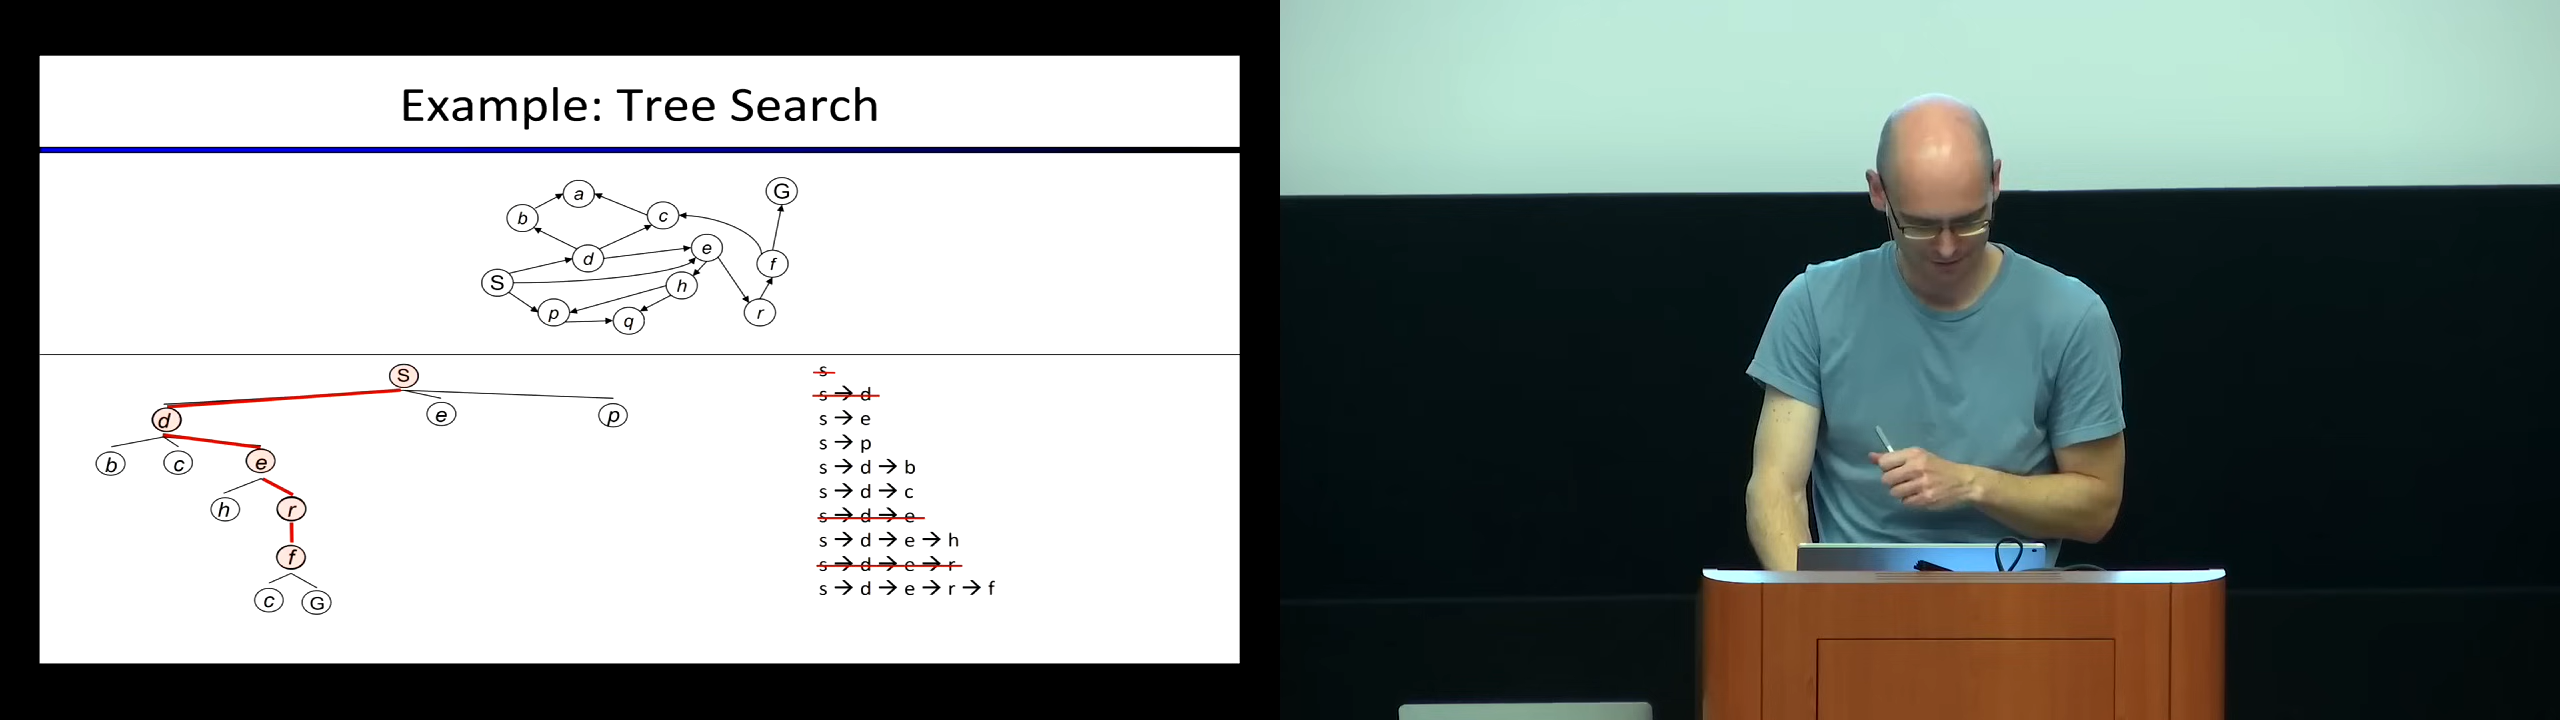 Example: Tree Search
a
G
b
c
e
d
f
S
h
p
q
r
S
d
e
p
b
c
e
h
r
f
c
G
s
s → d
s → e
s → p
s → d → b
s → d → c
s → d → e
s → d → e → h
s → d → e → r
s → d → e → r → f